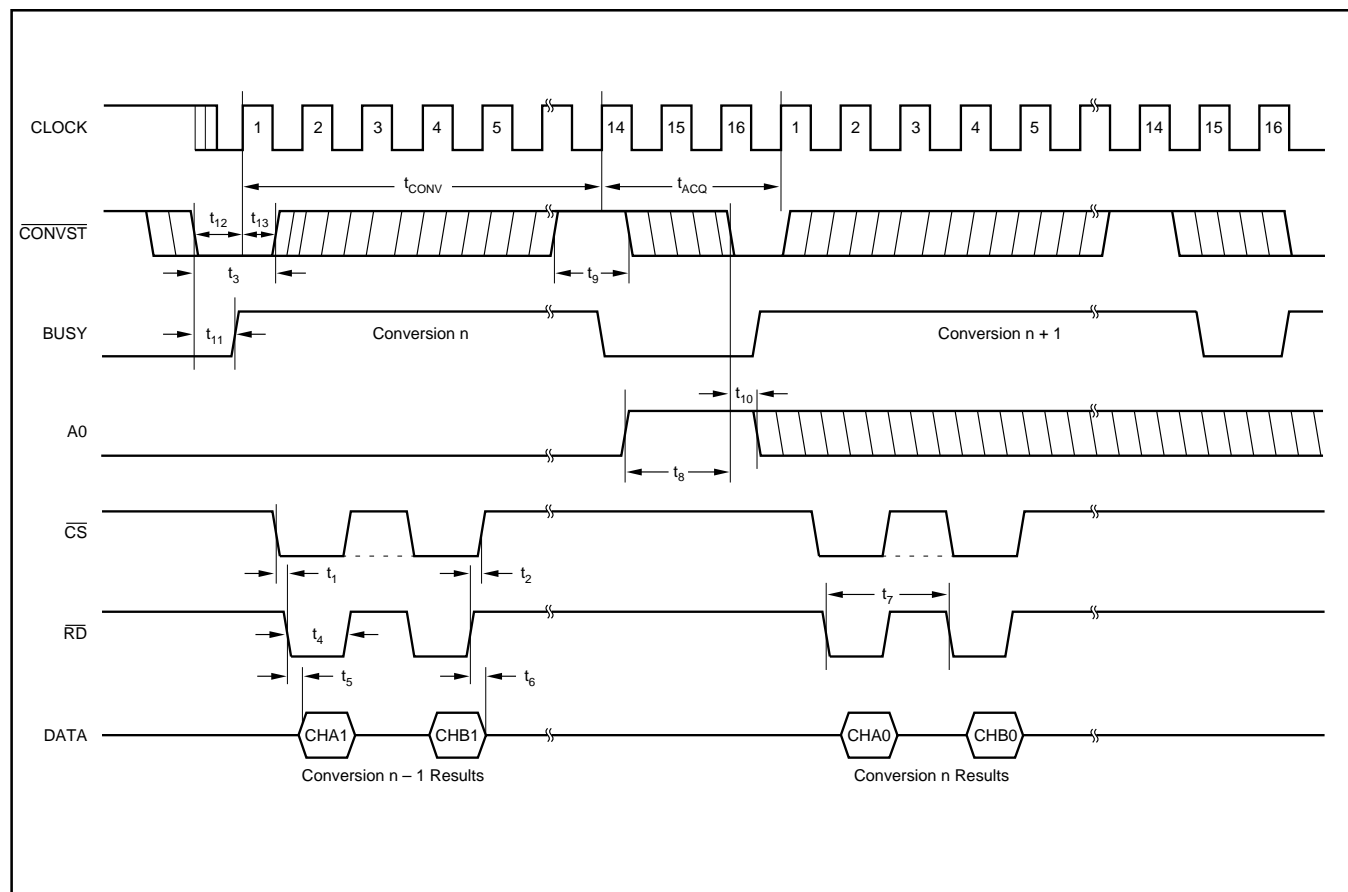 CLOCK 1 2 3 4 5 14 15 16 1 2 3 4 5 14 15 16
tCONV tACQ
CONVST t12 t13
t3 t9
BUSY t11 Conversion n Conversion n + 1
t10
A0
t8
CS
t1 t2
t7
RD t4
t5 t6
DATA CHA1 CHB1 CHA0 CHB0
Conversion n – 1 Results Conversion n Results